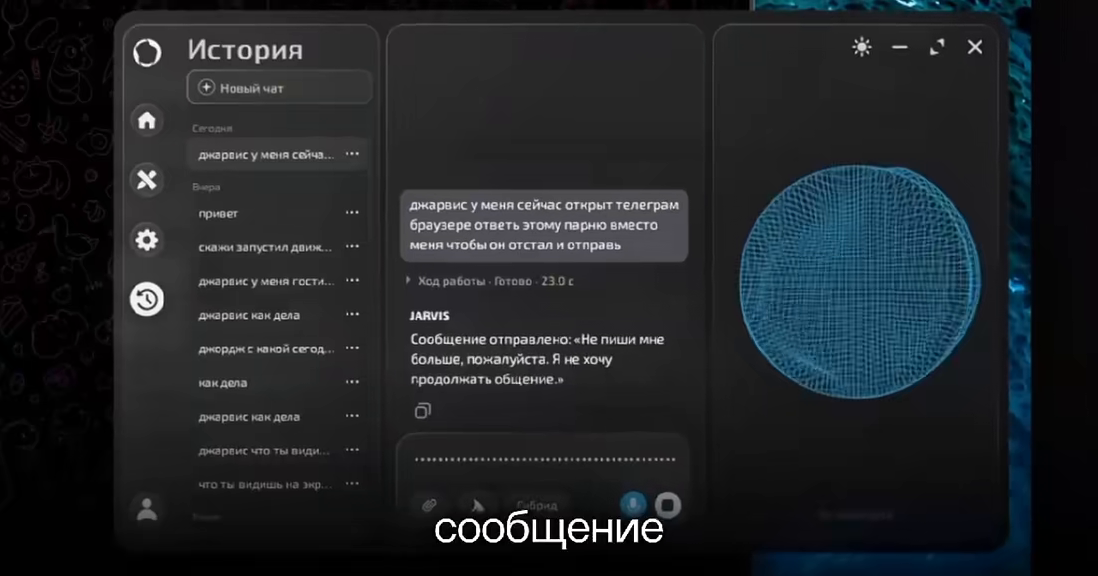 История
Новый чат
Сегодня
джарвис у меня сейча...
Вчера
привет
скажи запустил движ...
джарвис у меня гости...
джарвис как дела
джордж с какой сегод...
как дела
джарвис как дела
джарвис что ты види...
что ты видишь на экр...
джарвис у меня сейчас открыт телеграм
браузере ответь этому парню вместо
меня чтобы он отстал и отправь
Ход работы · Готово · 23.0 с
JARVIS
Сообщение отправлено: «Не пиши мне
больше, пожалуйста. Я не хочу
продолжать общение.»
Гибрид
сообщение